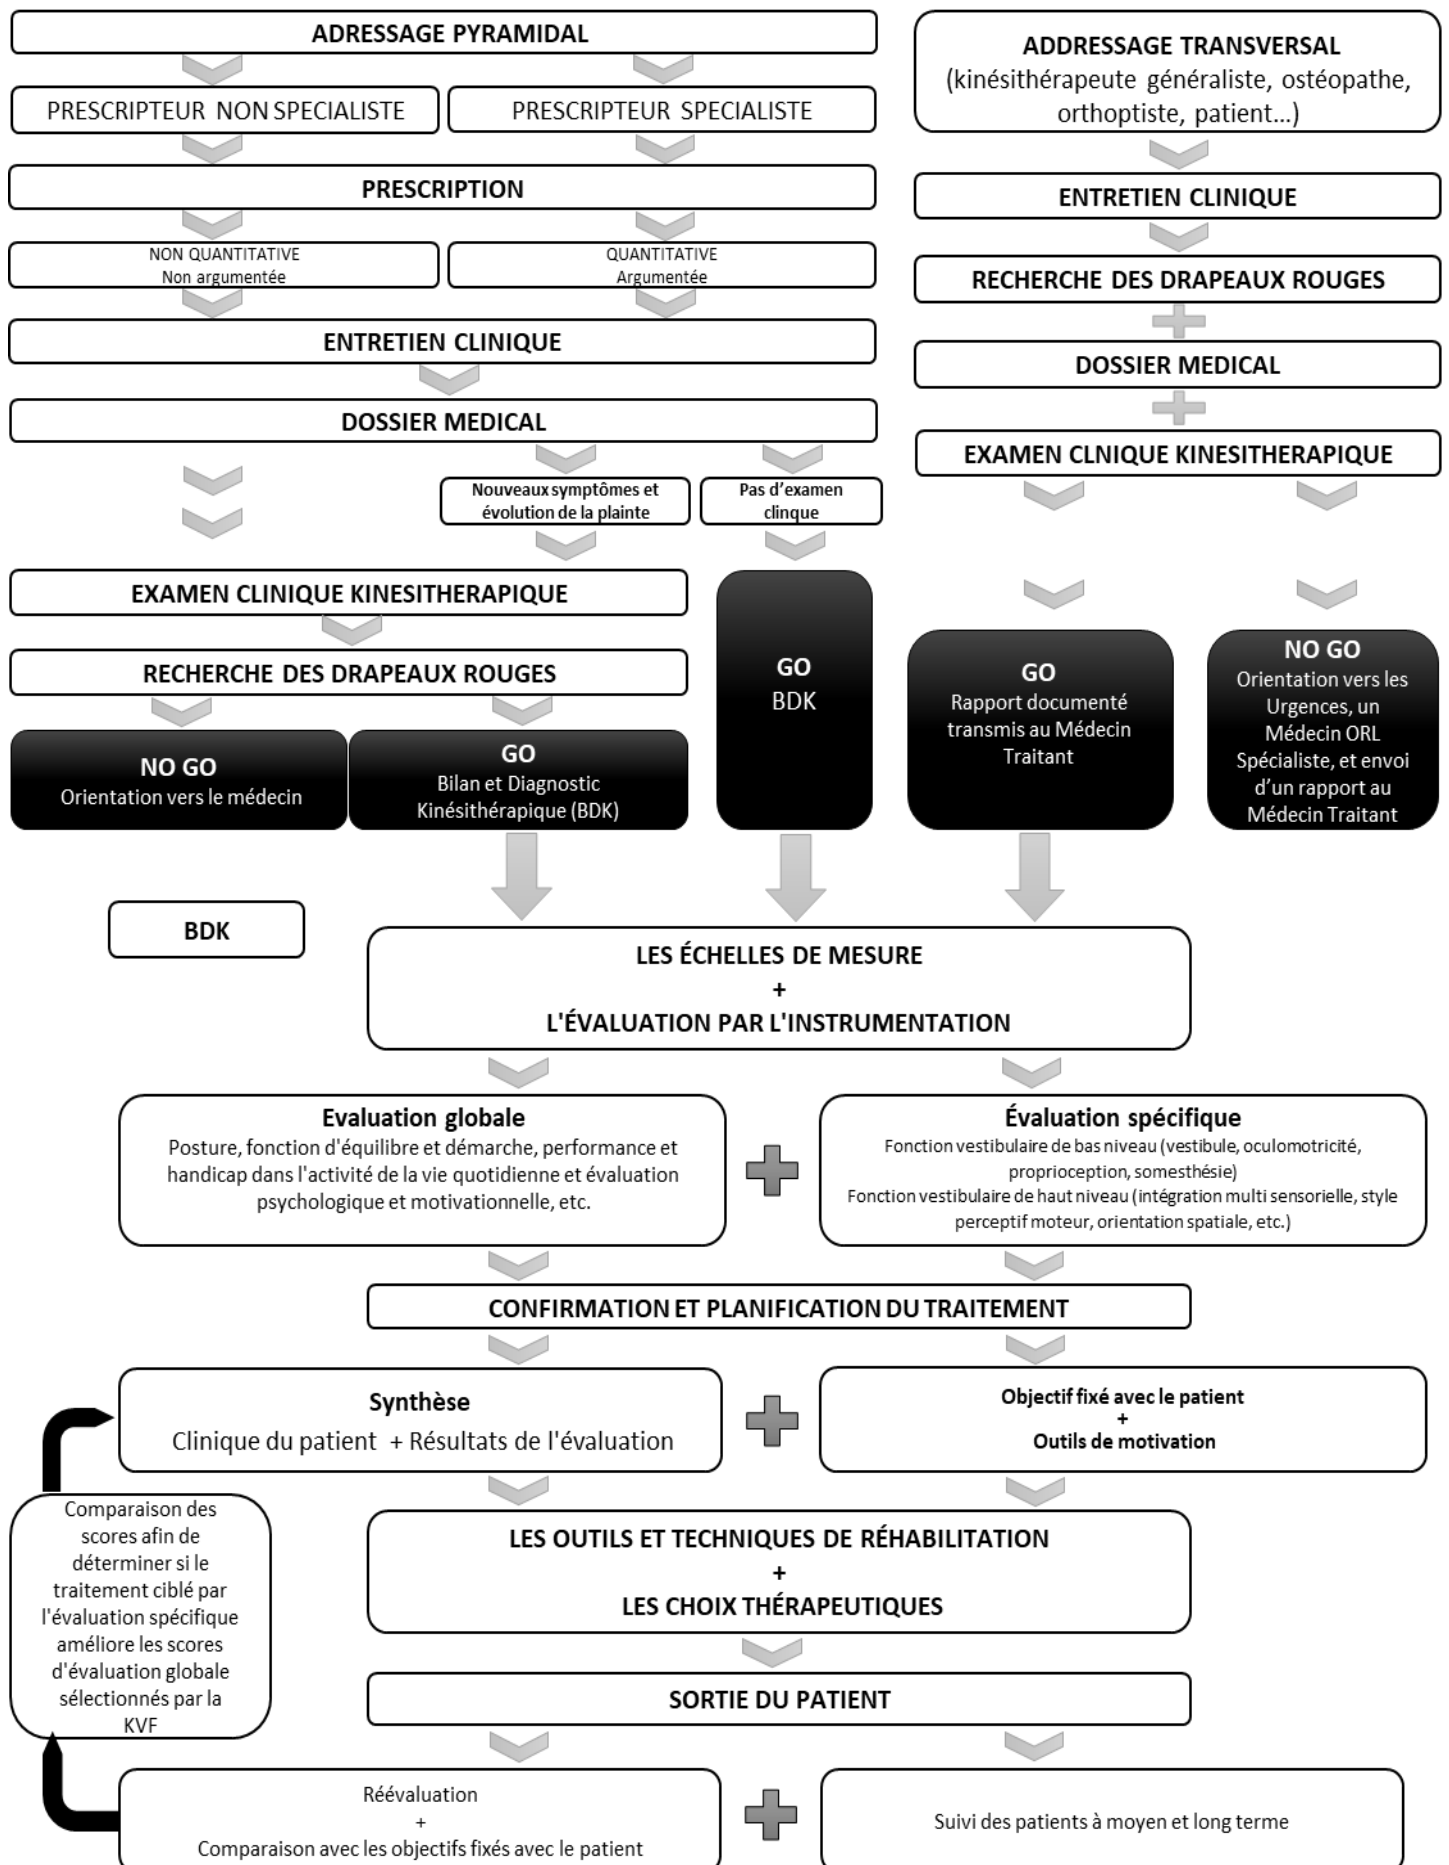 ADRESSAGE PYRAMIDAL
PRESCRIPTEUR NON SPECIALISTE
PRESCRIPTEUR SPECIALISTE
PRESCRIPTION
NON QUANTITATIVE
Non argumentée
QUANTITATIVE
Argumentée
ENTRETIEN CLINIQUE
DOSSIER MEDICAL
Nouveaux symptômes et
évolution de la plainte
Pas d'examen
clinque
EXAMEN CLINIQUE KINESITHERAPIQUE
RECHERCHE DES DRAPEAUX ROUGES
NO GO
Orientation vers le médecin
GO
Bilan et Diagnostic
Kinésithérapique (BDK)
GO
BDK
ADDRESSAGE TRANSVERSAL
(kinésithérapeute généraliste, ostéopathe,
orthoptiste, patient...)
ENTRETIEN CLINIQUE
RECHERCHE DES DRAPEAUX ROUGES
DOSSIER MEDICAL
EXAMEN CLNIQUE KINESITHERAPIQUE
GO
Rapport documenté
transmis au Médecin
Traitant
NO GO
Orientation vers les
Urgences, un
Médecin ORL
Spécialiste, et envoi
d'un rapport au
Médecin Traitant
BDK
LES ÉCHELLES DE MESURE
+
L'ÉVALUATION PAR L'INSTRUMENTATION
Evaluation globale
Posture, fonction d'équilibre et démarche, performance et
handicap dans l'activité de la vie quotidienne et évaluation
psychologique et motivationnelle, etc.
Évaluation spécifique
Fonction vestibulaire de bas niveau (vestibule, oculomotricité,
proprioception, somesthésie)
Fonction vestibulaire de haut niveau (intégration multi sensorielle, style
perceptif moteur, orientation spatiale, etc.)
CONFIRMATION ET PLANIFICATION DU TRAITEMENT
Synthèse
Clinique du patient + Résultats de l'évaluation
Objectif fixé avec le patient
+
Outils de motivation
Comparaison des
scores afin de
déterminer si le
traitement ciblé par
l'évaluation spécifique
améliore les scores
d'évaluation globale
sélectionnés par la
KVF
LES OUTILS ET TECHNIQUES DE RÉHABILITATION
+
LES CHOIX THÉRAPEUTIQUES
SORTIE DU PATIENT
Réévaluation
+
Comparaison avec les objectifs fixés avec le patient
Suivi des patients à moyen et long terme